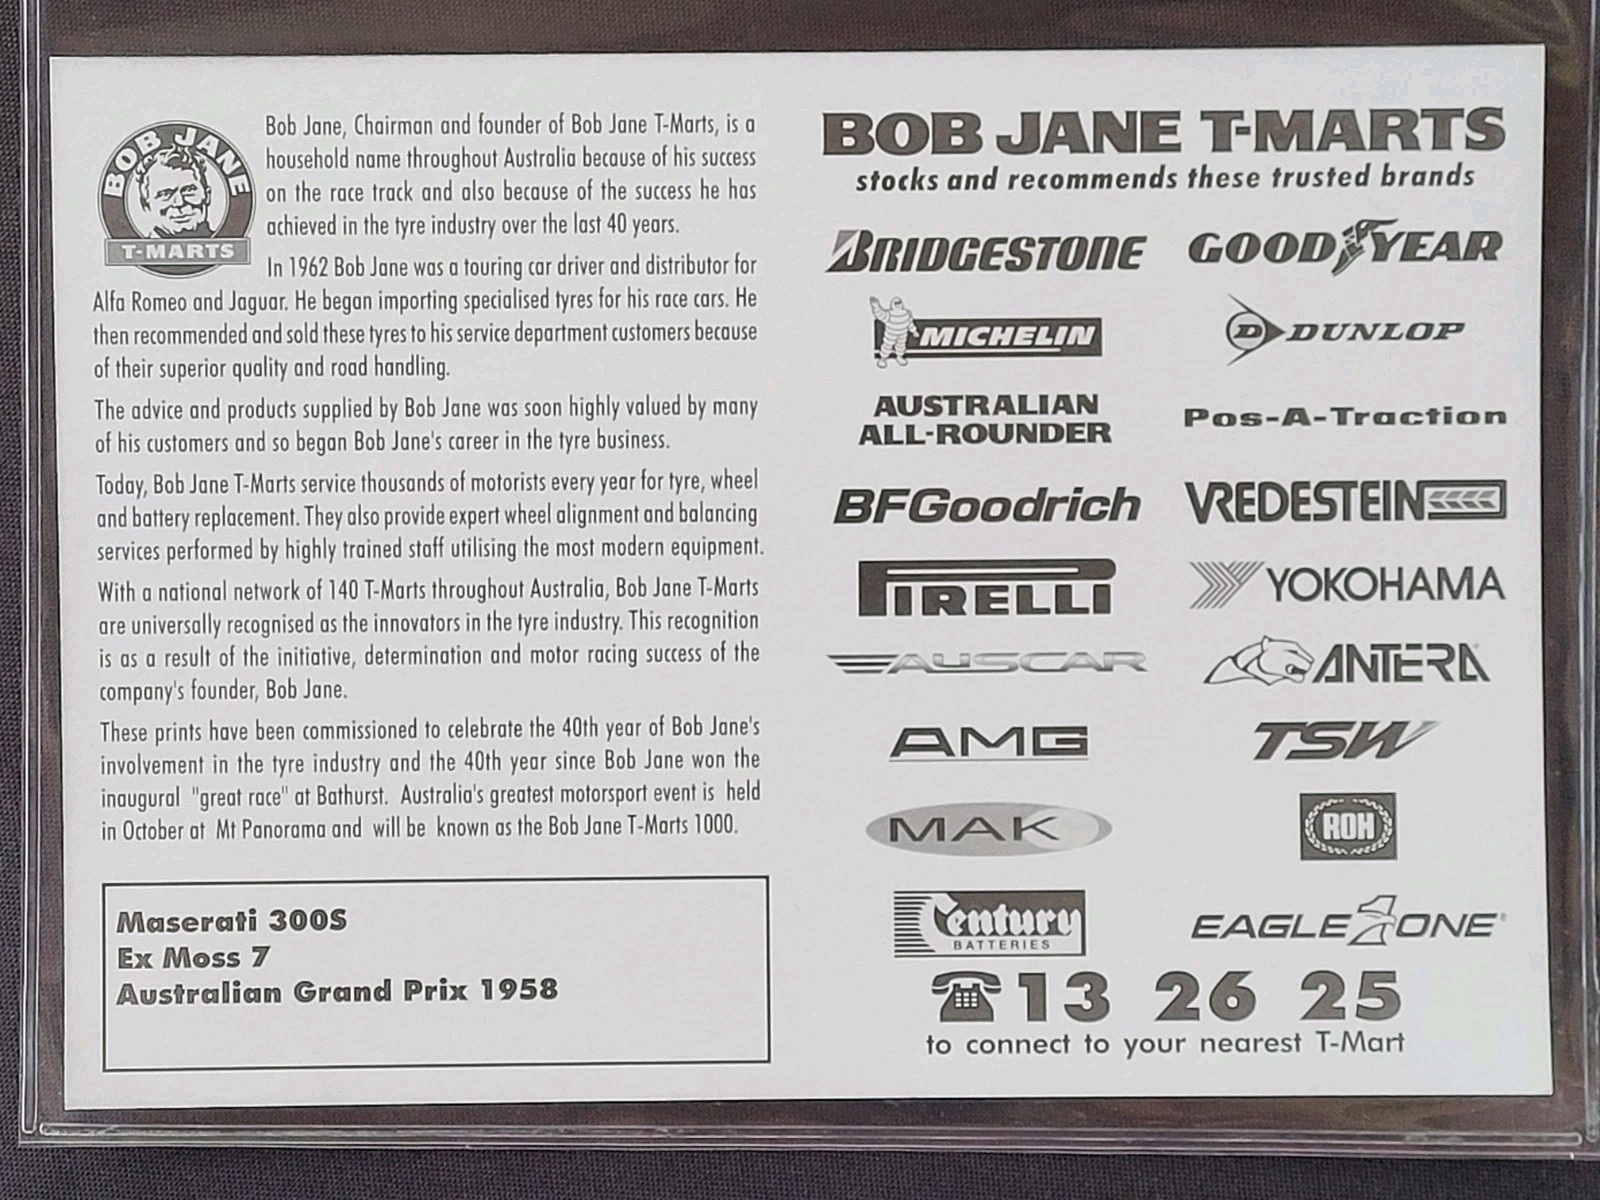 BOB JANE
T-MARTS
Bob Jane, Chairman and founder of Bob Jane T-Marts, is a
household name throughout Australia because of his success
on the race track and also because of the success he has
achieved in the tyre industry over the last 40 years.
In 1962 Bob Jane was a touring car driver and distributor for
Alfa Romeo and Jaguar. He began importing specialised tyres for his race cars. He
then recommended and sold these tyres to his service department customers because
of their superior quality and road handling.
The advice and products supplied by Bob Jane was soon highly valued by many
of his customers and so began Bob Jane's career in the tyre business.
Today, Bob Jane T-Marts service thousands of motorists every year for tyre, wheel
and battery replacement. They also provide expert wheel alignment and balancing
services performed by highly trained staff utilising the most modern equipment.
With a national network of 140 T-Marts throughout Australia, Bob Jane T-Marts
are universally recognised as the innovators in the tyre industry. This recognition
is as a result of the initiative, determination and motor racing success of the
company's founder, Bob Jane.
These prints have been commissioned to celebrate the 40th year of Bob Jane's
involvement in the tyre industry and the 40th year since Bob Jane won the
inaugural "great race" at Bathurst. Australia's greatest motorsport event is held
in October at Mt Panorama and will be known as the Bob Jane T-Marts 1000.
Maserati 300S
Ex Moss 7
Australian Grand Prix 1958
BOB JANE T-MARTS
stocks and recommends these trusted brands
BRIDGESTONE
GOODYEAR
MICHELIN
D DUNLOP
AUSTRALIAN
ALL-ROUNDER
Pos-A-Traction
BFGoodrich
VREDESTEIN
PIRELLI
YOKOHAMA
AUSCAR
ANTERA
AMG
TSW
MAK
ROH
Century
BATTERIES
EAGLE ONE
13 26 25
to connect to your nearest T-Mart